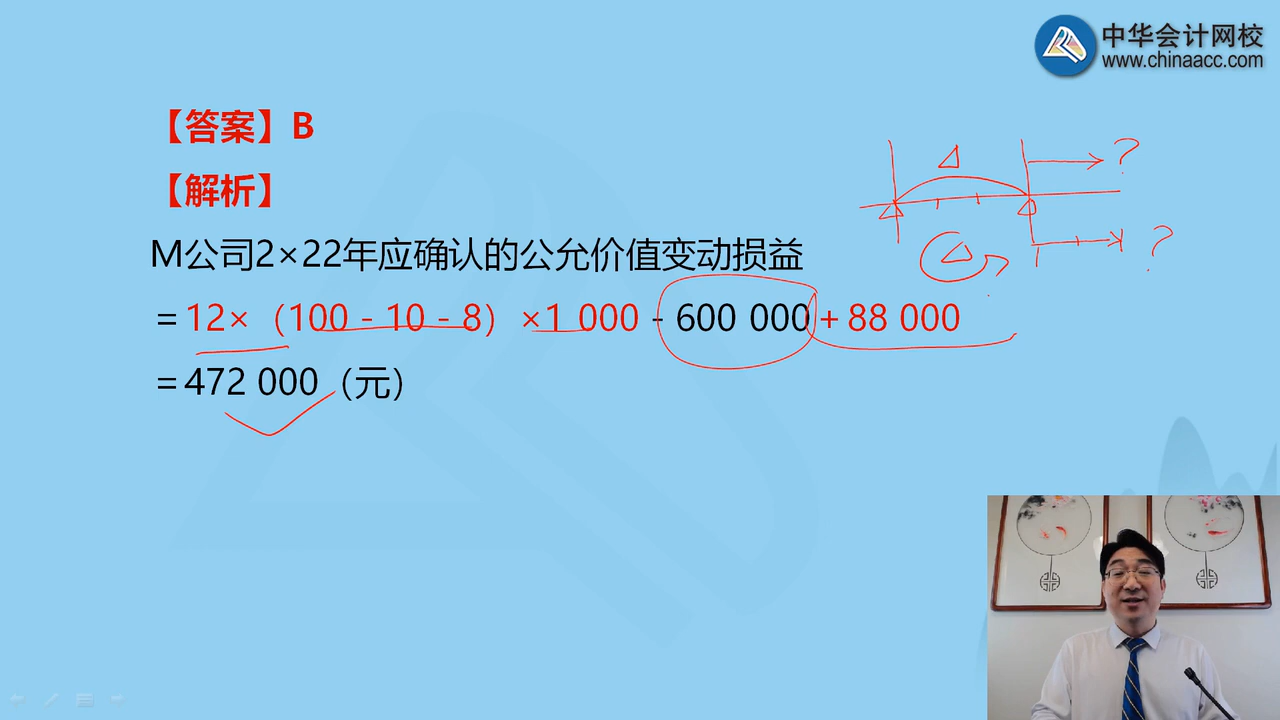 中华会计网校
www.chinaacc.com
【答案】B
【解析】
M公司2×22年应确认的公允价值变动损益
＝12×（100－10－8）×1 000－600 000＋88 000
＝472 000（元）
?
?